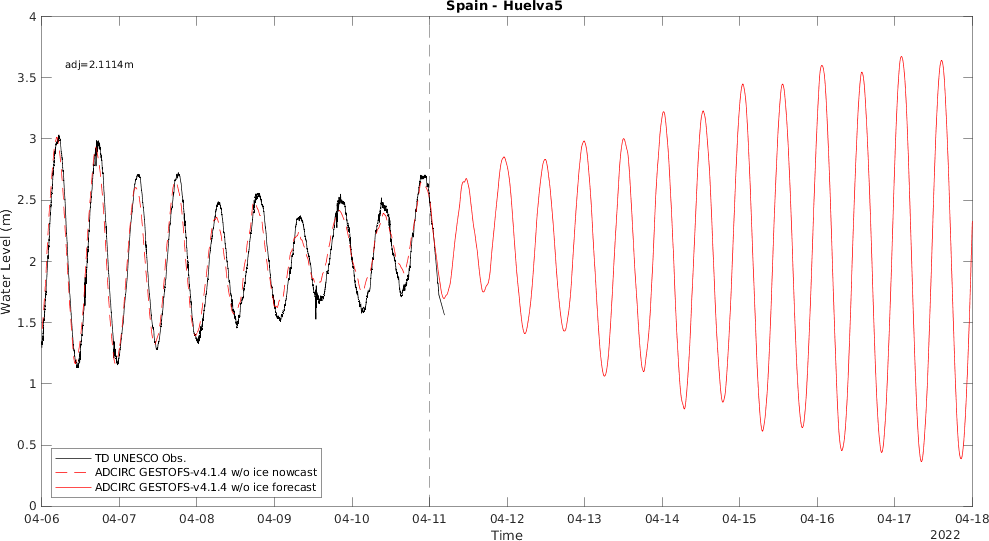 Spain - Huelva5
adj=2.1114m
4
3.5
3
2.5
2
1.5
1
0.5
0
Water Level (m)
TD UNESCO Obs.
ADCIRC GESTOFS-v4.1.4 w/o ice nowcast
ADCIRC GESTOFS-v4.1.4 w/o ice forecast
04-06 04-07 04-08 04-09 04-10 04-11 04-12 04-13 04-14 04-15 04-16 04-17 04-18
Time
2022